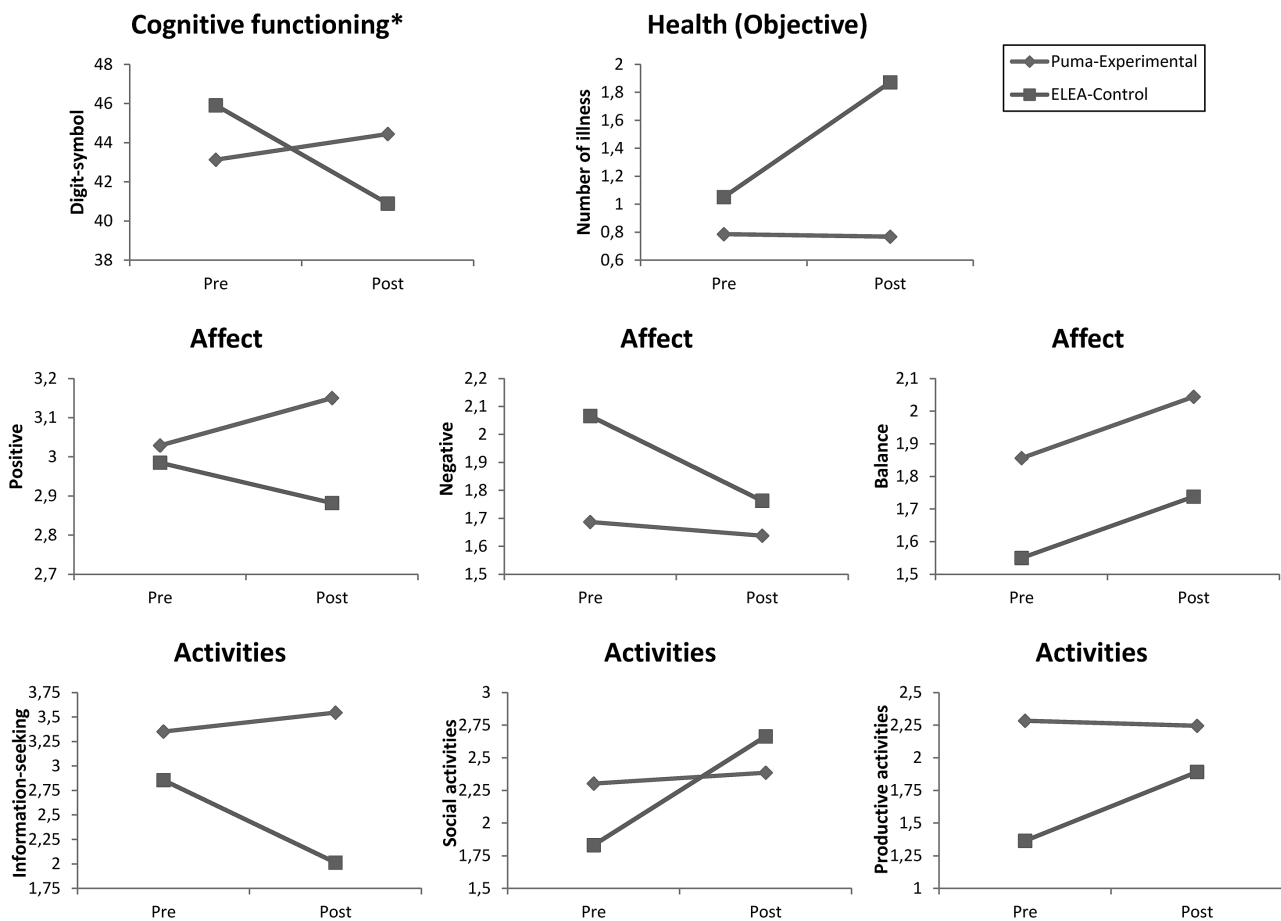 Cognitive functioning*
Digit-symbol
48
46
44
42
40
38
Pre
Post
Health (Objective)
Number of illness
2
1,8
1,6
1,4
1,2
1
0,8
0,6
Pre
Post
Puma-Experimental
ELEA-Control
Affect
Positive
3,2
3,1
3
2,9
2,8
2,7
Pre
Post
Affect
Negative
2,2
2,1
2
1,9
1,8
1,7
1,6
1,5
Pre
Post
Affect
Balance
2,1
2
1,9
1,8
1,7
1,6
1,5
Pre
Post
Activities
Information-seeking
3,75
3,5
3,25
3
2,75
2,5
2,25
2
1,75
Pre
Post
Activities
Social activities
3
2,75
2,5
2,25
2
1,75
1,5
Pre
Post
Activities
Productive activities
2,5
2,25
2
1,75
1,5
1,25
1
Pre
Post